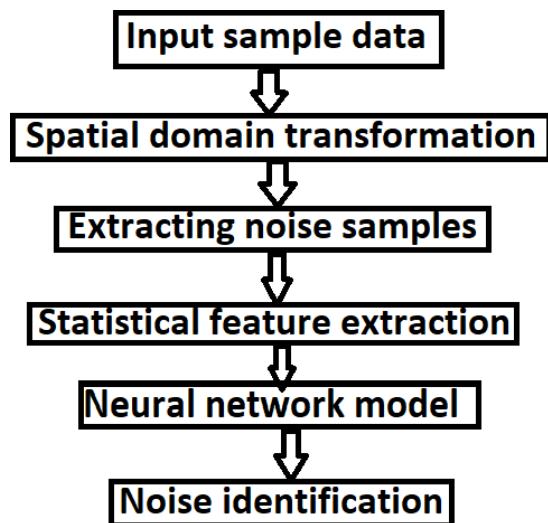 Input sample data
Spatial domain transformation
Extracting noise samples
Statistical feature extraction
Neural network model
Noise identification